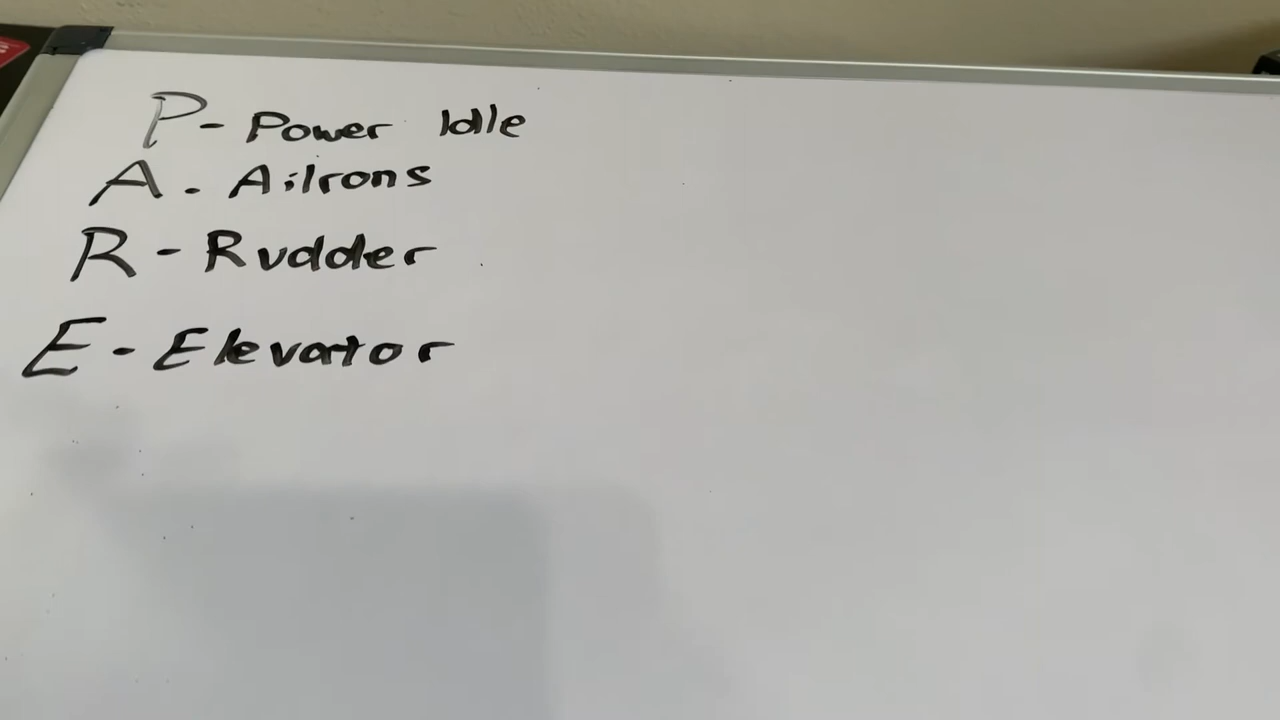 P- Power Idle
A - Ailrons
R - Rudder
E - Elevator